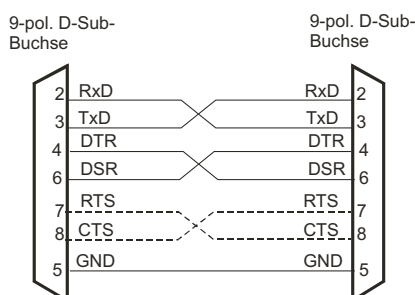 9-pol. D-Sub-
Buchse
9-pol. D-Sub-
Buchse
2 RxD RxD 2
3 TxD TxD 3
4 DTR DTR 4
6 DSR DSR 6
7 RTS RTS 7
8 CTS CTS 8
5 GND GND 5